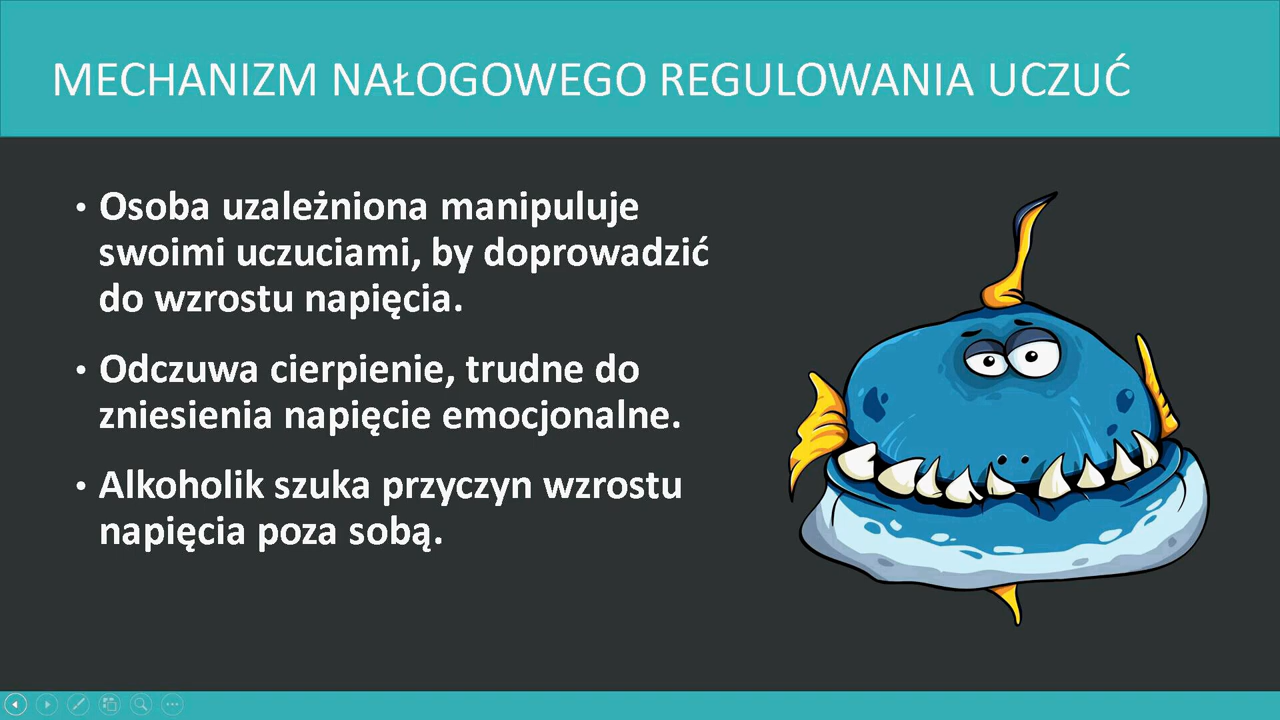 MECHANIZM NAŁOGOWEGO REGULOWANIA UCZUĆ
• Osoba uzależniona manipuluje
swoimi uczuciami, by doprowadzić
do wzrostu napięcia.
• Odczuwa cierpienie, trudne do
zniesienia napięcie emocjonalne.
• Alkoholik szuka przyczyn wzrostu
napięcia poza sobą.